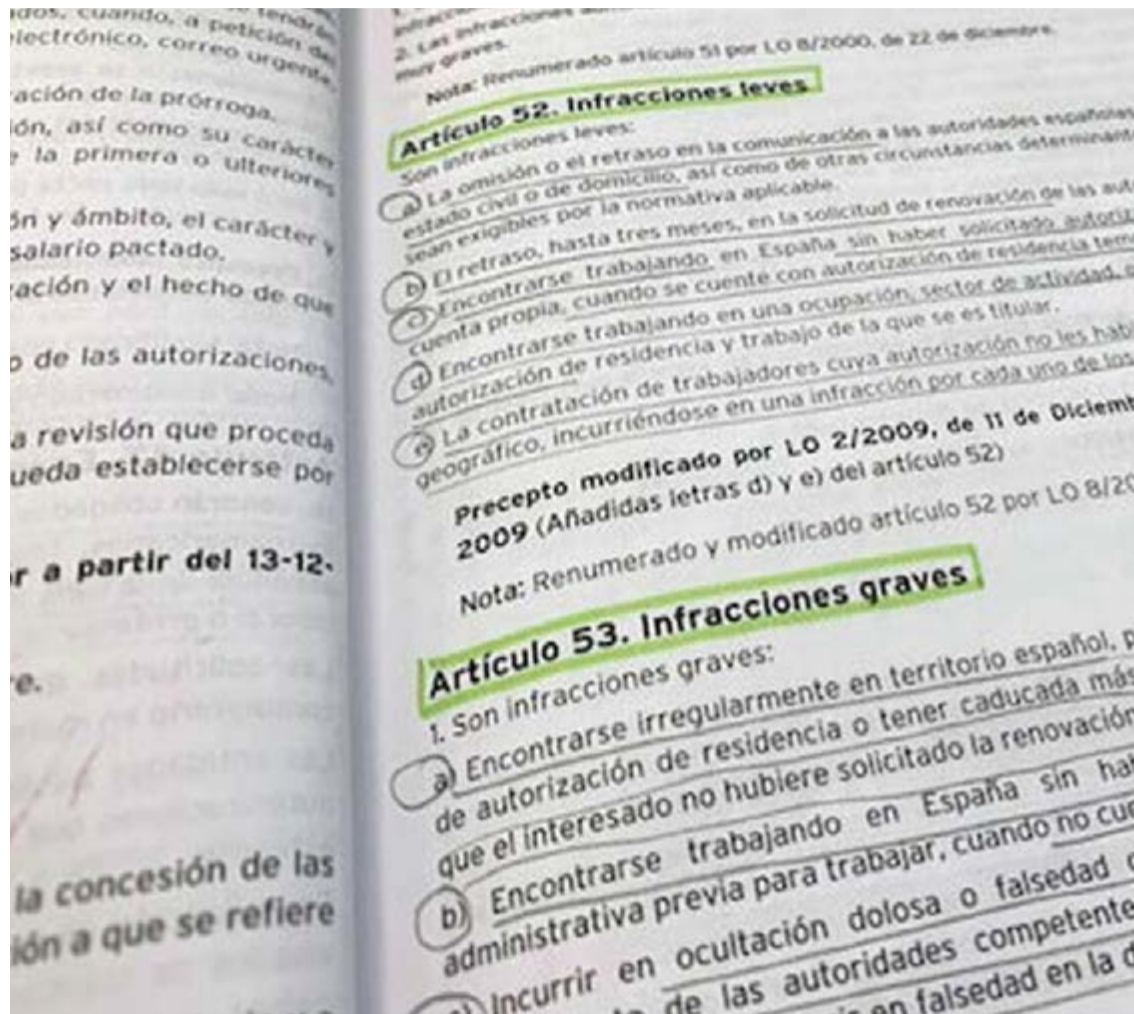 dos, cuando, a petición de
electrónico, correo urgente,
ación de la prórroga.
ón, así como su carácter
e la primera o ulteriores
ón y ámbito, el carácter y
salario pactado.
ación y el hecho de que
o de las autorizaciones,
a revisión que proceda
ueda establecerse por
r a partir del 13-12-
e.
la concesión de las
ión a que se refiere
2. Las infracciones
muy graves.
Nota: Renumerado artículo 51 por LO 8/2000, de 22 de diciembre.
Artículo 52. Infracciones leves
Son infracciones leves:
a) La omisión o el retraso en la comunicación a las autoridades españolas
estado civil o de domicilio, así como de otras circunstancias determinant
sean exigibles por la normativa aplicable.
b) El retraso, hasta tres meses, en la solicitud de renovación de las aut
c) Encontrarse trabajando en España sin haber solicitado autoriz
cuenta propia, cuando se cuente con autorización de residencia tem
d) Encontrarse trabajando en una ocupación, sector de actividad,
autorización de residencia y trabajo de la que se es titular.
e) La contratación de trabajadores cuya autorización no les hab
geográfico, incurriéndose en una infracción por cada uno de los
Precepto modificado por LO 2/2009, de 11 de Diciemb
2009 (Añadidas letras d) y e) del artículo 52)
Nota: Renumerado y modificado artículo 52 por LO 8/20
Artículo 53. Infracciones graves
1. Son infracciones graves:
a) Encontrarse irregularmente en territorio español, p
de autorización de residencia o tener caducada más
que el interesado no hubiere solicitado la renovación
b) Encontrarse trabajando en España sin hab
administrativa previa para trabajar, cuando no cue
Incurrir en ocultación dolosa o falsedad
de las autoridades competente
en falsedad en la d